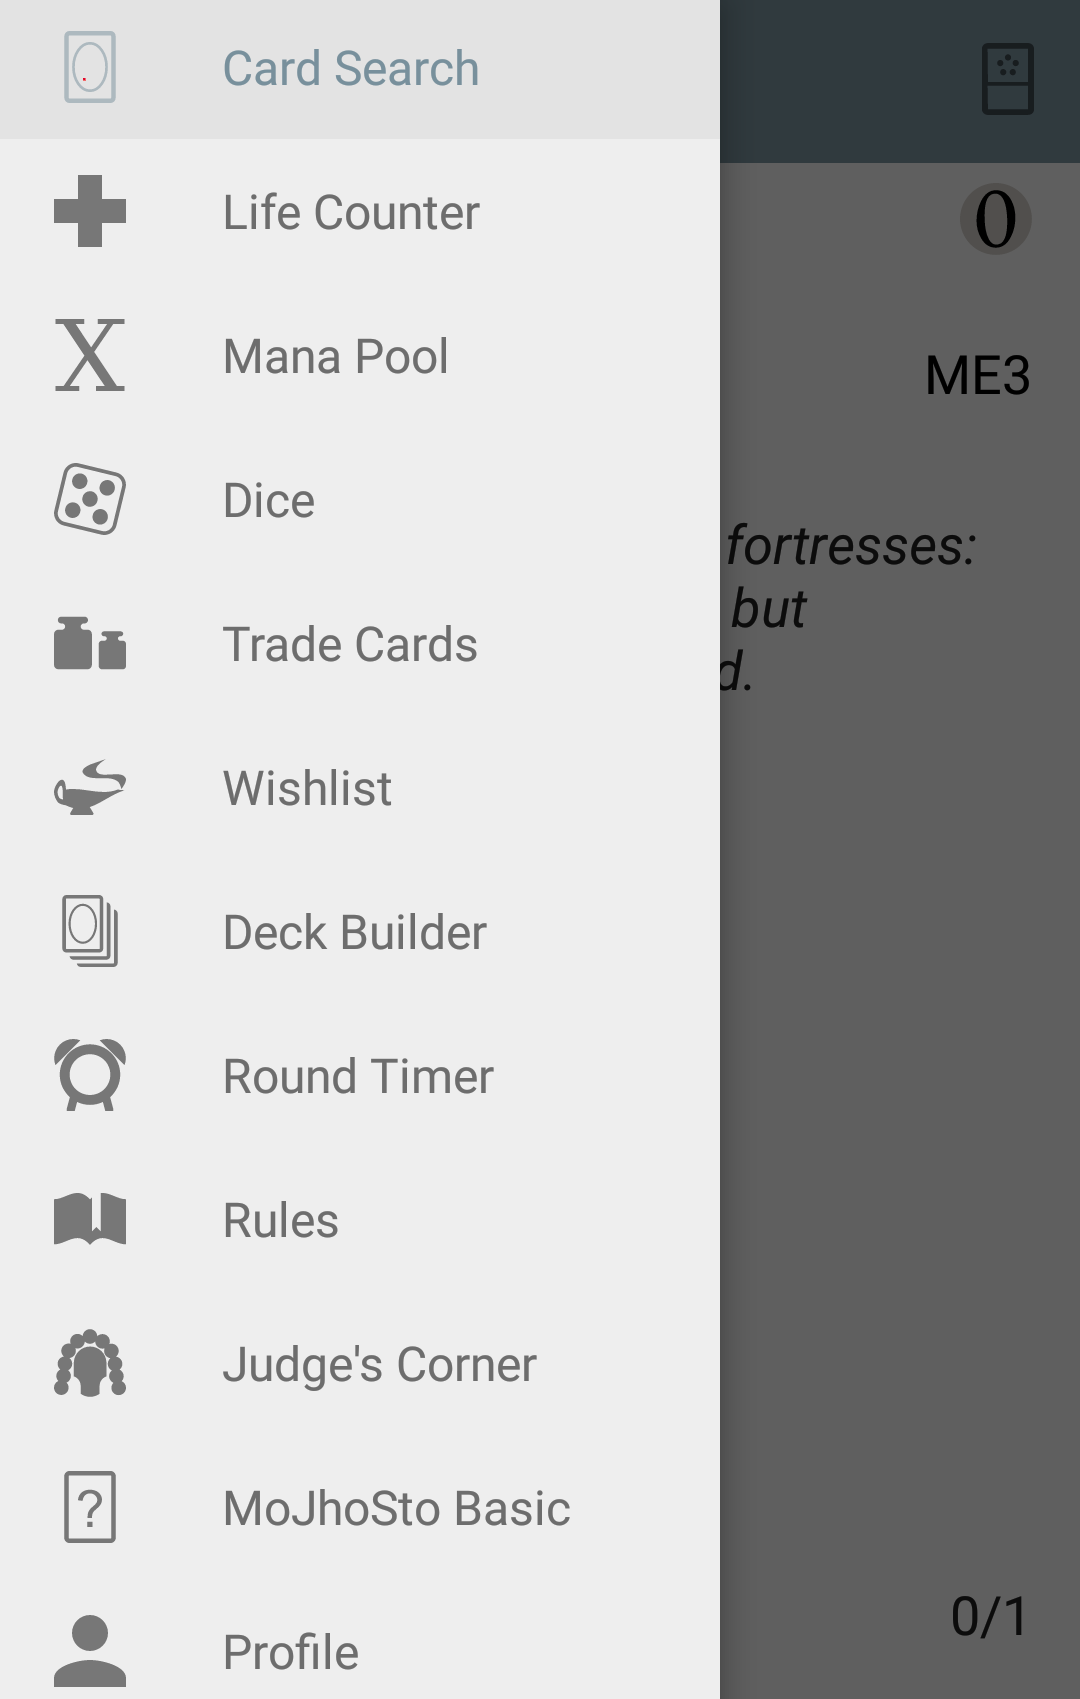 Card Search
Life Counter
0
Mana Pool
ME3
Dice
fortresses:
but
Trade Cards
d.
Wishlist
Deck Builder
Round Timer
Rules
Judge's Corner
MoJhoSto Basic
?
0/1
Profile
X